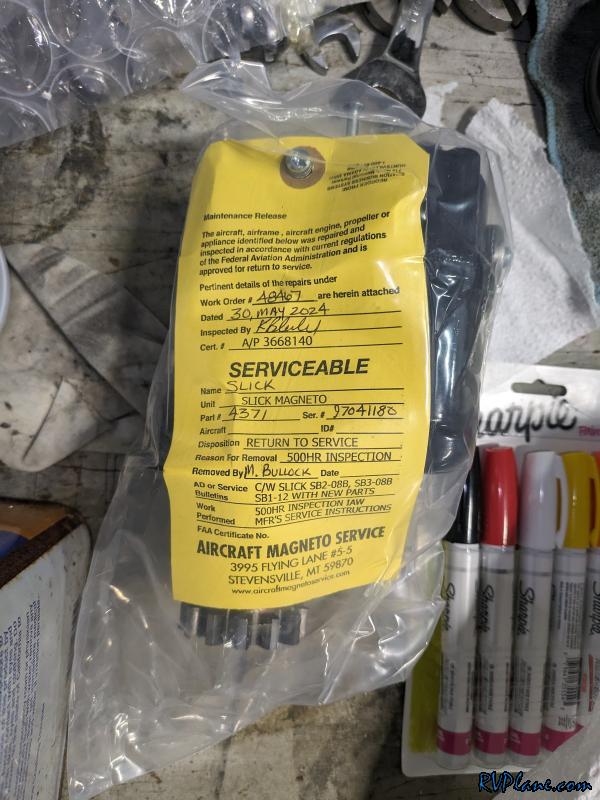 REORDER FROM:
Maintenance Release
The aircraft, airframe, aircraft engine, propeller or
appliance identified below was repaired and
inspected in accordance with current regulations
of the Federal Aviation Administration and is
approved for return to service.
Pertinent details of the repairs under
Work Order # 48467 are herein attached
Dated 30, MAY 2024
Inspected By
Cert. # A/P 3668140
SERVICEABLE
Name SLICK
Unit SLICK MAGNETO
Part # 4371 Ser. # 97041180
Aircraft ID#
Disposition RETURN TO SERVICE
Reason For Removal 500HR INSPECTION
Removed By M. BULLOCK Date
AD or Service C/W SLICK SB2-08B, SB3-08B
Bulletins SB1-12 WITH NEW PARTS
Work 500HR INSPECTION IAW
Performed MFR'S SERVICE INSTRUCTIONS
FAA Certificate No.
AIRCRAFT MAGNETO SERVICE
3995 FLYING LANE #5-5
STEVENSVILLE, MT 59870
www.aircraftmagnetoservice.com
arpie
Sharpie
Sharpie
Sharpie
Sharpie
RVPlane.com